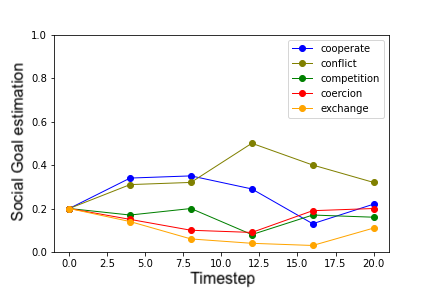 1.0
0.8
0.6
0.4
0.2
0.0
Social Goal estimation
cooperate
conflict
competition
coercion
exchange
0.0 2.5 5.0 7.5 10.0 12.5 15.0 17.5 20.0
Timestep